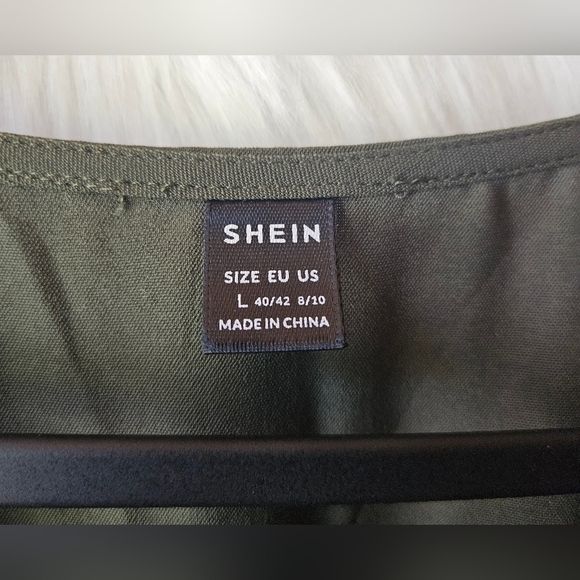 SHEIN
SIZE EU US
L 40/42 8/10
MADE IN CHINA